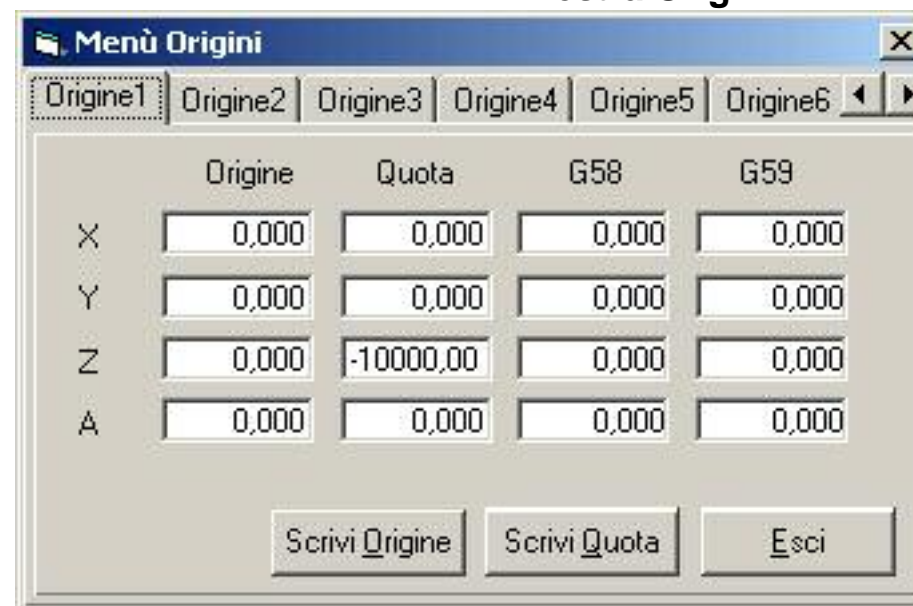 Menù Origini
Origine1 Origine2 Origine3 Origine4 Origine5 Origine6
Origine Quota G58 G59
X 0,000 0,000 0,000 0,000
Y 0,000 0,000 0,000 0,000
Z 0,000 -10000,00 0,000 0,000
A 0,000 0,000 0,000 0,000
Scrivi Origine Scrivi Quota Esci